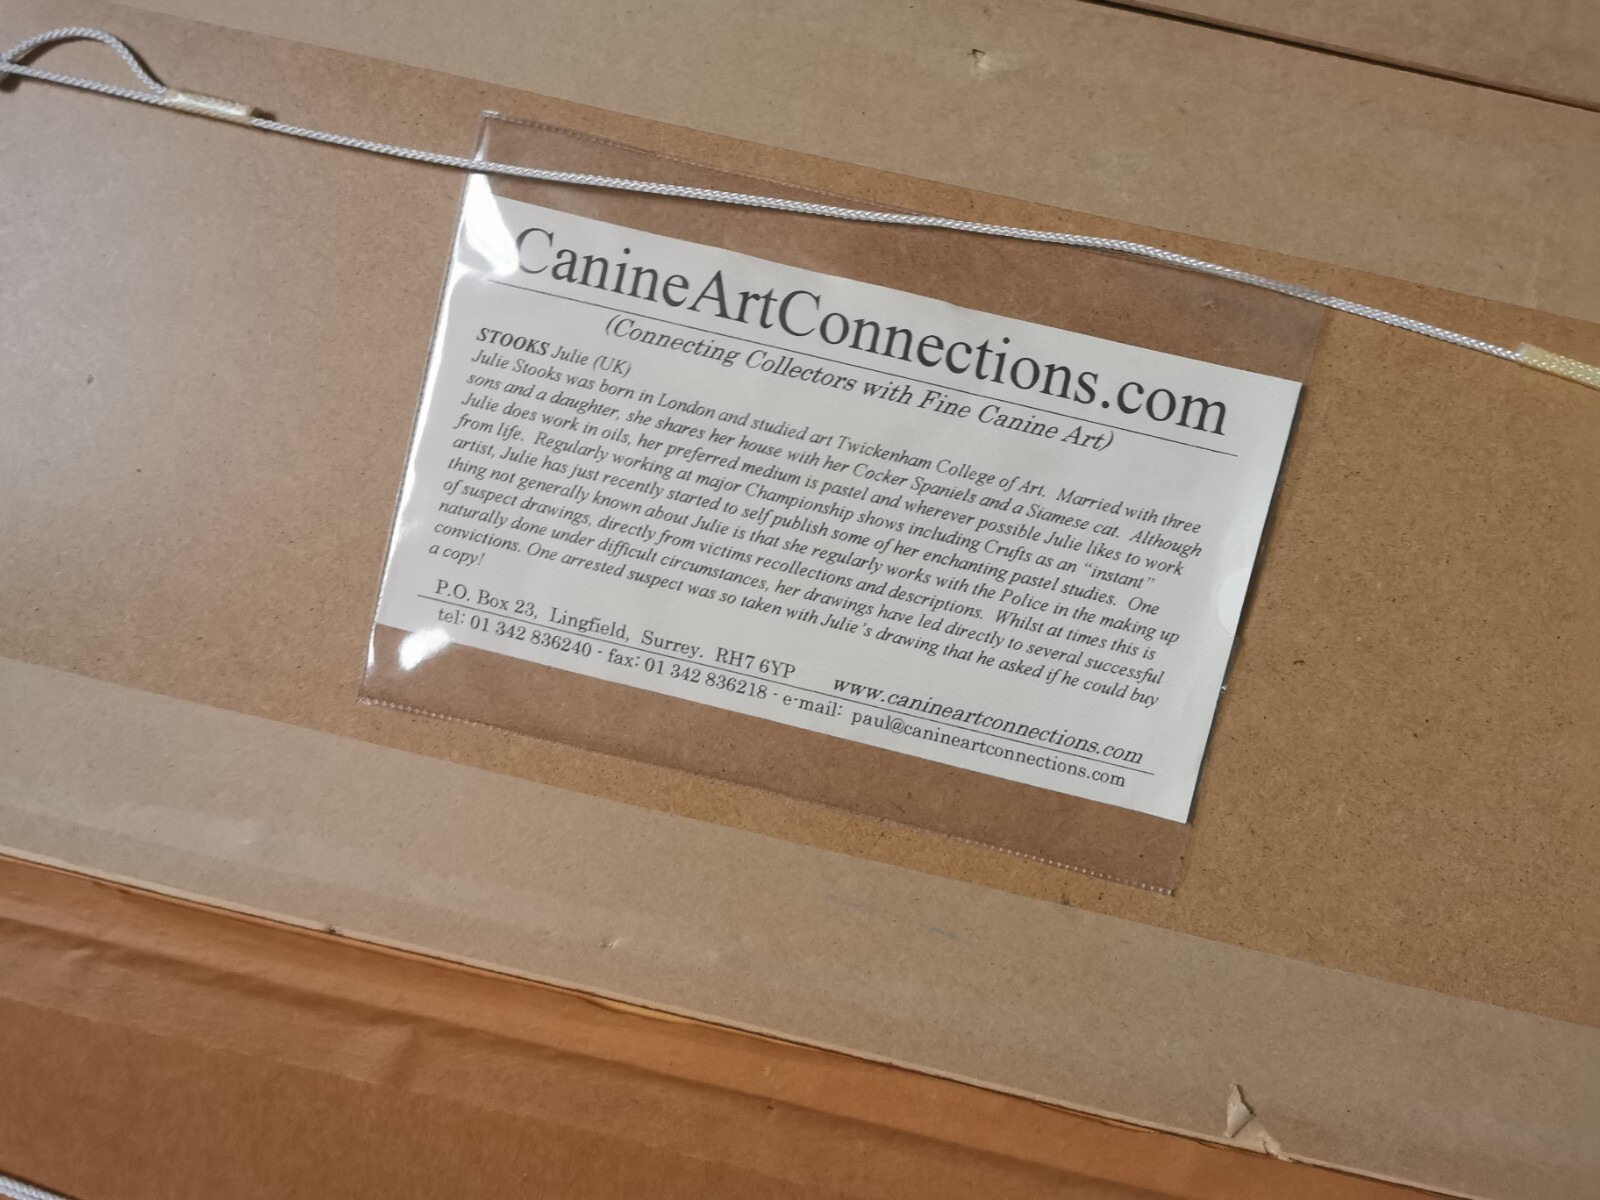 CanineArtConnections.com
(Connecting Collectors with Fine Canine Art)
STOOKS Julie (UK)
Julie Stooks was born in London and studied art Twickenham College of Art. Married with three
sons and a daughter, she shares her house with her Cocker Spaniels and a Siamese cat. Although
Julie does work in oils, her preferred medium is pastel and wherever possible Julie likes to work
from life. Regularly working at major Championship shows including Crufts as an "instant"
artist, Julie has just recently started to self publish some of her enchanting pastel studies. One
thing not generally known about Julie is that she regularly works with the Police in the making up
of suspect drawings, directly from victims recollections and descriptions. Whilst at times this is
naturally done under difficult circumstances, her drawings have led directly to several successful
convictions. One arrested suspect was so taken with Julie's drawing that he asked if he could buy
a copy!
P.O. Box 23, Lingfield, Surrey. RH7 6YP www.canineartconnections.com
tel: 01 342 836240 - fax: 01 342 836218 - e-mail: paul@canineartconnections.com